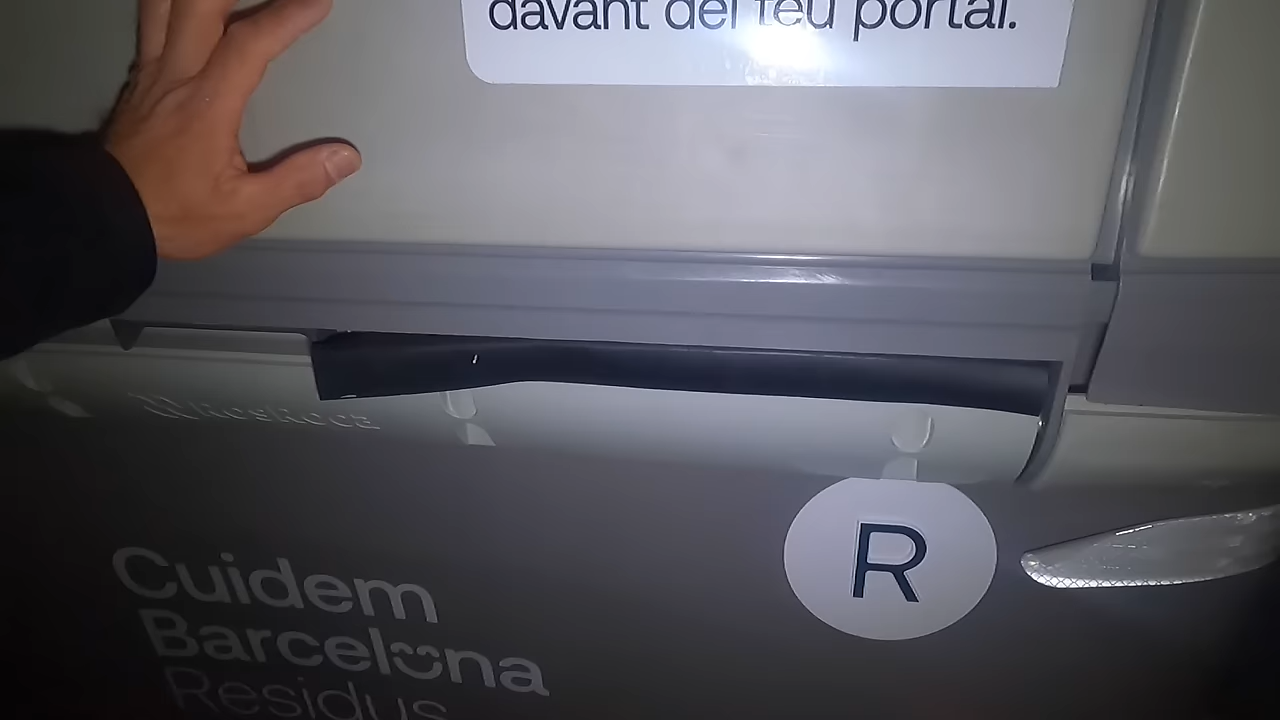 davant del teu portal.
R
Cuidem
Barcelona
Residus